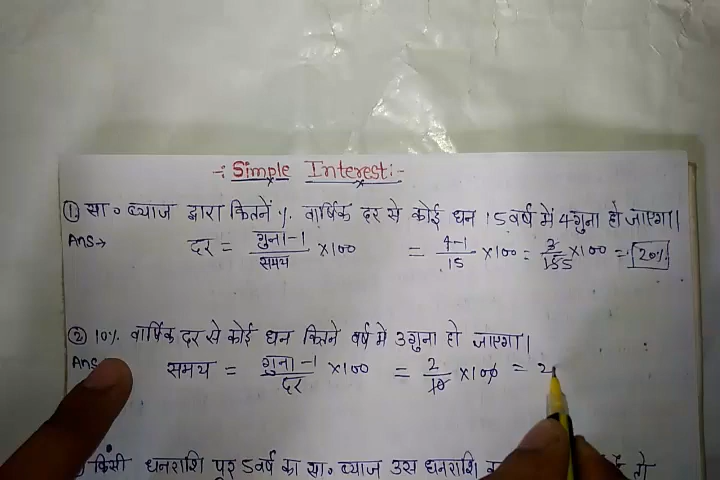 -: Simple Interest :-
① सा० ब्याज द्वारा कितनें % वार्षिक दर से कोई धन 15 वर्ष में 4 गुना हो जाएगा।
Ans→ दर = गुना-1/समय ×100 = 4-1/15 ×100 = 3/15 5 ×100 = 20%
② 10% वार्षिक दर से कोई धन कितने वर्ष मे 3 गुना हो जाएगा।
Ans समय = गुना-1/दर ×100 = 2/10 ×100 = 2
किसी धनराशि पर 5 वर्ष का सा० ब्याज उस धनराशि